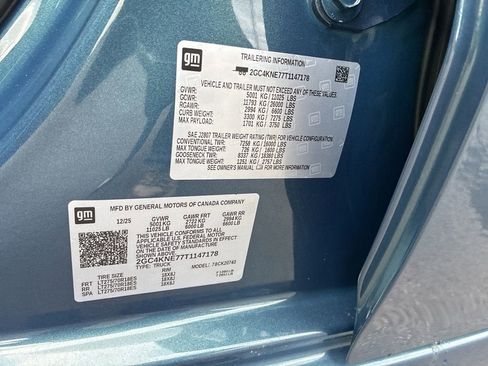 gm
TRAILERING INFORMATION
2GC4KNE77T1147178
VEHICLE AND TRAILER MUST NOT EXCEED ANY OF THESE VALUES
GVWR: 5001 KG / 11025 LBS
GCWR: 11793 KG / 26000 LBS
RGAWR: 2994 KG / 6600 LBS
CURB WEIGHT: 3300 KG / 7275 LBS
MAX PAYLOAD: 1701 KG / 3750 LBS
SAE J2807 TRAILER WEIGHT RATING (TWR) FOR VEHICLE CONFIGURATION
CONVENTIONAL TWR: 7258 KG / 16000 LBS
MAX TONGUE WEIGHT: 726 KG / 1600 LBS
GOOSENECK TWR: 8337 KG / 18380 LBS
MAX TONGUE WEIGHT: 1251 KG / 2757 LBS
SEE OWNER'S MANUAL FOR MORE INFORMATION
gm
MFD BY GENERAL MOTORS OF CANADA COMPANY
12/25 GVWR GAWR FRT GAWR RR
5001 KG 2722 KG 2994 KG
11025 LB 6000 LB 6600 LB
THIS VEHICLE CONFORMS TO ALL
APPLICABLE U.S. FEDERAL MOTOR
VEHICLE SAFETY STANDARDS IN
EFFECT ON THE DATE OF
MANUFACTURE SHOWN ABOVE.
2GC4KNE77T1147178
TYPE: TRUCK MODEL:
TIRE SIZE RIM
FRT LT275/70R18ES 18X8J
RR LT275/70R18ES 18X8J
SPA LT275/70R18ES 18X8J